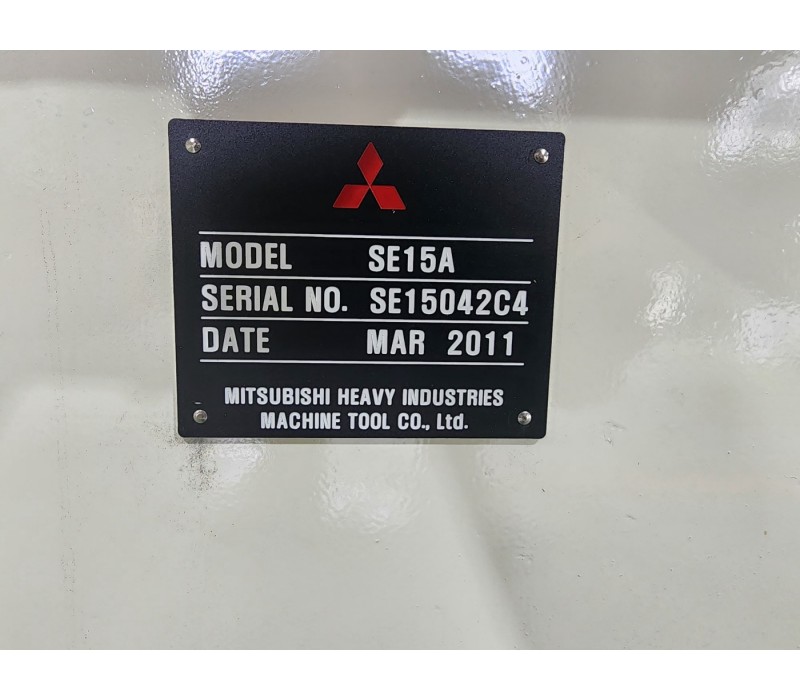 MODEL SE15A
SERIAL NO. SE15042C4
DATE MAR 2011
MITSUBISHI HEAVY INDUSTRIES
MACHINE TOOL CO., Ltd.